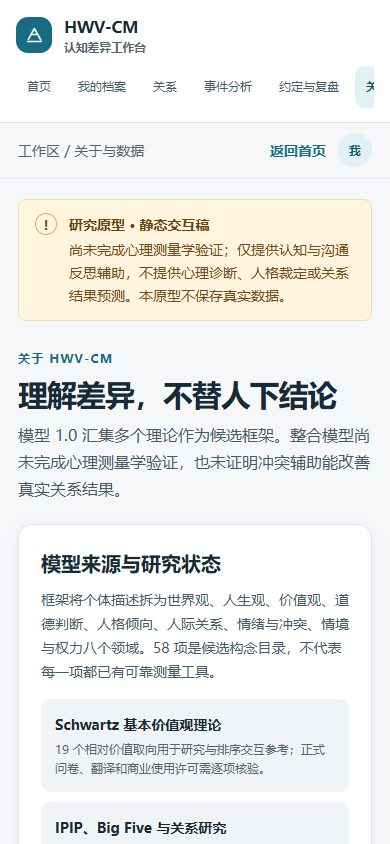 HWV-CM
认知差异工作台
首页 我的档案 关系 事件分析 约定与复盘
工作区 / 关于与数据 返回首页 我
! 研究原型 • 静态交互稿
尚未完成心理测量学验证；仅提供认知与沟通
反思辅助，不提供心理诊断、人格裁定或关系
结果预测。本原型不保存真实数据。
关于 HWV-CM
理解差异，不替人下结论
模型 1.0 汇集多个理论作为候选框架。整合模型尚
未完成心理测量学验证，也未证明冲突辅助能改善
真实关系结果。
模型来源与研究状态
框架将个体描述拆为世界观、人生观、价值观、道
德判断、人格倾向、人际关系、情绪与冲突、情境
与权力八个领域。58 项是候选构念目录，不代表
每一项都已有可靠测量工具。
Schwartz 基本价值观理论
19 个相对价值取向用于研究与排序交互参考；正式
问卷、翻译和商业使用许可需逐项核验。
IPIP、Big Five 与关系研究